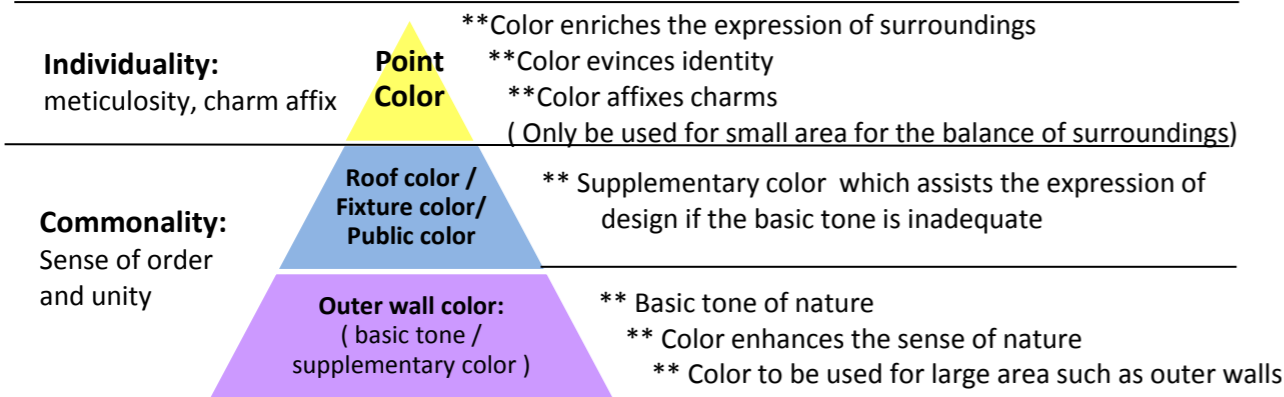 **Color enriches the expression of surroundings
Individuality:
meticulosity, charm affix
Point
Color
**Color evinces identity
**Color affixes charms
( Only be used for small area for the balance of surroundings)
Commonality:
Sense of order
and unity
Roof color /
Fixture color/
Public color
** Supplementary color which assists the expression of
design if the basic tone is inadequate
Outer wall color:
( basic tone /
supplementary color )
** Basic tone of nature
** Color enhances the sense of nature
** Color to be used for large area such as outer walls